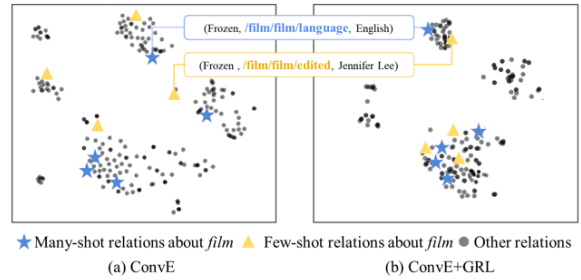 (Frozen, /film/film/language, English)
(Frozen , /film/film/edited, Jennifer Lee)
Many-shot relations about film Few-shot relations about film Other relations
(a) ConvE (b) ConvE+GRL